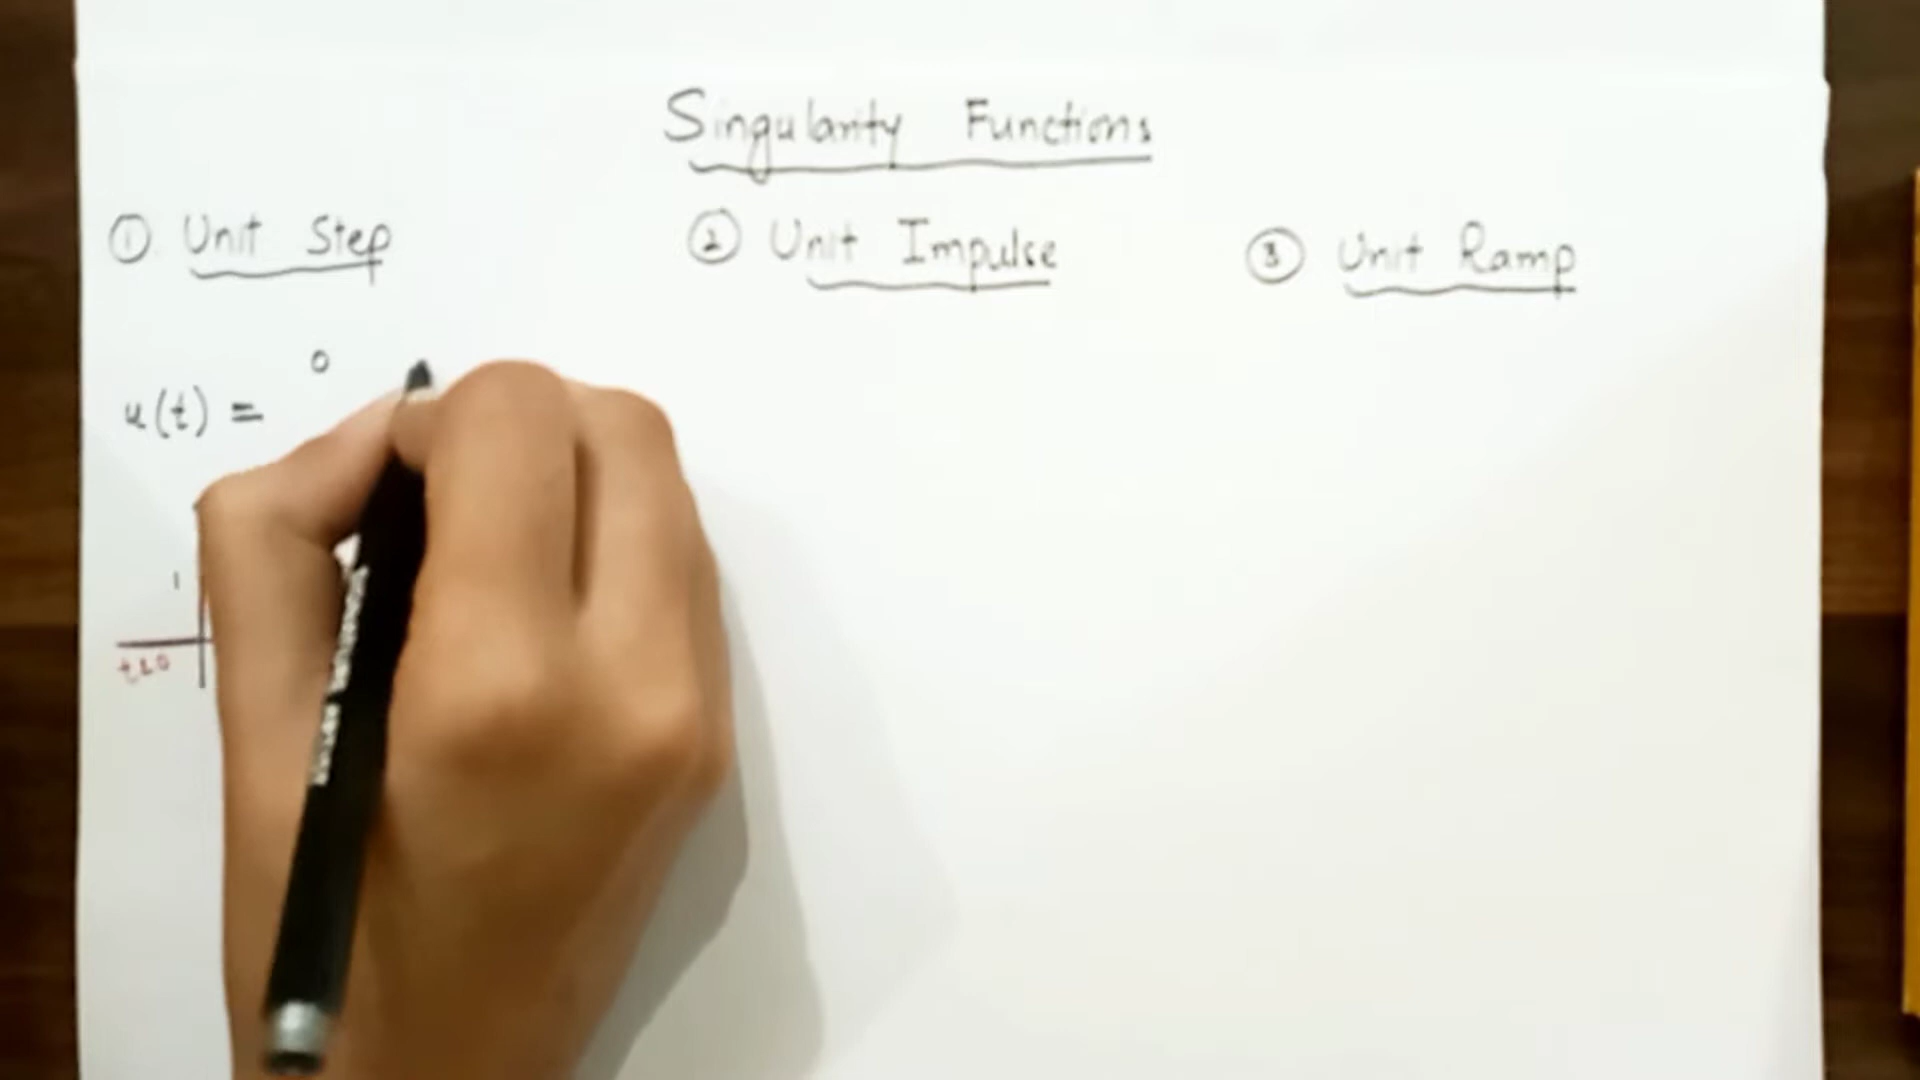 Singularity Functions
① Unit Step
② Unit Impulse
③ Unit Ramp
0
u(t) =
1
t<0